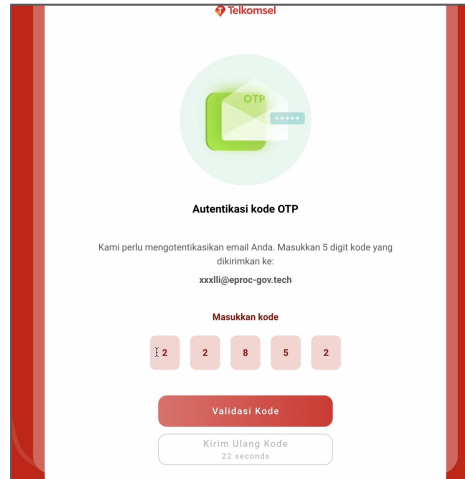 Telkomsel
OTP
*****
Autentikasi kode OTP
Kami perlu mengotentikasikan email Anda. Masukkan 5 digit kode yang
dikirimkan ke:
xxxlli@eproc-gov.tech
Masukkan kode
2 2 8 5 2
Validasi Kode
Kirim Ulang Kode
22 seconds